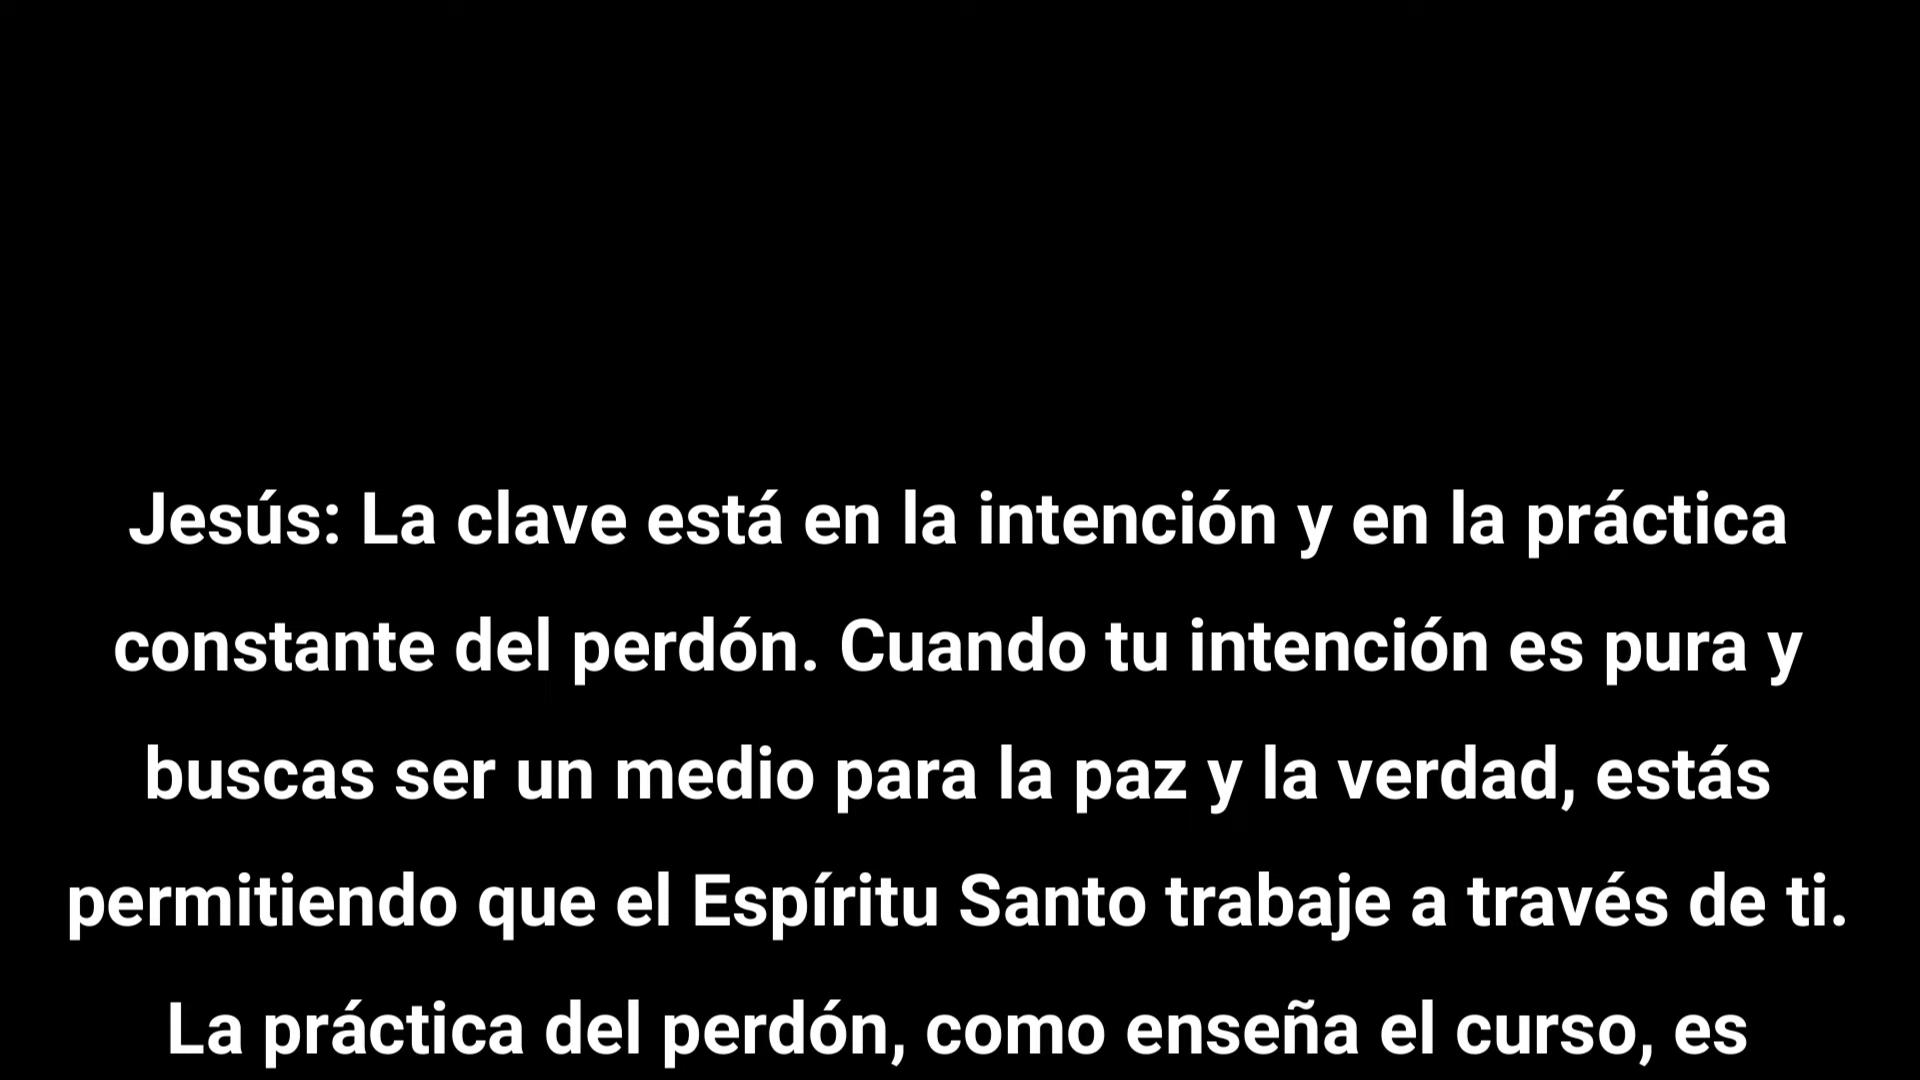 Jesús: La clave está en la intención y en la práctica
constante del perdón. Cuando tu intención es pura y
buscas ser un medio para la paz y la verdad, estás
permitiendo que el Espíritu Santo trabaje a través de ti.
La práctica del perdón, como enseña el curso, es